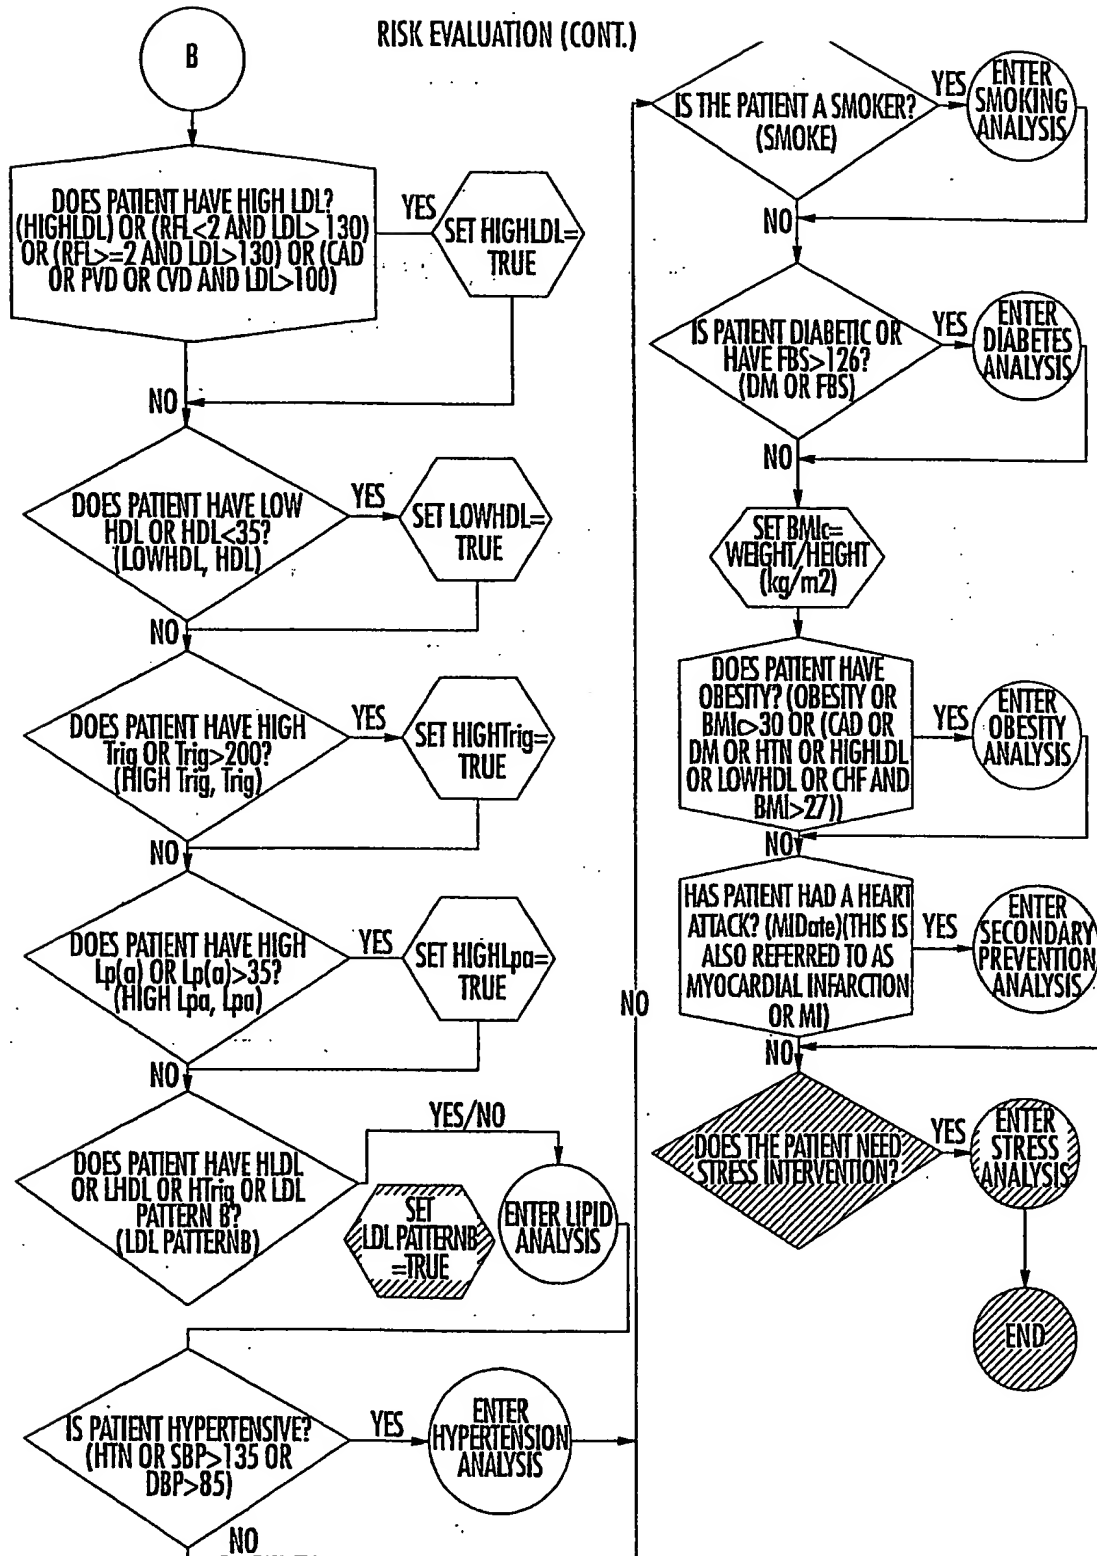 RISK EVALUATION (CONT.)
B
DOES PATIENT HAVE HIGH LDL?
(HIGHLDL) OR (RFL<2 AND LDL> 130)
OR (RFL>=2 AND LDL>130) OR (CAD
OR PVD OR CVD AND LDL>100)
YES
SET HIGHLDL=
TRUE
NO
DOES PATIENT HAVE LOW
HDL OR HDL<35?
(LOWHDL, HDL)
YES
SET LOWHDL=
TRUE
NO
DOES PATIENT HAVE HIGH
Trig OR Trig>200?
(HIGH Trig, Trig)
YES
SET HIGHTrig=
TRUE
NO
DOES PATIENT HAVE HIGH
Lp(a) OR Lp(a)>35?
(HIGH Lpa, Lpa)
YES
SET HIGHLpa=
TRUE
NO
DOES PATIENT HAVE HLDL
OR LHDL OR HTrig OR LDL
PATTERN B?
(LDL PATTERNB)
YES/NO
SET
LDL PATTERNB
=TRUE
ENTER LIPID
ANALYSIS
IS PATIENT HYPERTENSIVE?
(HTN OR SBP>135 OR
DBP>85)
YES
ENTER
HYPERTENSION
ANALYSIS
NO
NO
IS THE PATIENT A SMOKER?
(SMOKE)
YES
ENTER
SMOKING
ANALYSIS
NO
IS PATIENT DIABETIC OR
HAVE FBS>126?
(DM OR FBS)
YES
ENTER
DIABETES
ANALYSIS
NO
SET BMIc=
WEIGHT/HEIGHT
(kg/m2)
DOES PATIENT HAVE
OBESITY? (OBESITY OR
BMIc>30 OR (CAD OR
DM OR HTN OR HIGHLDL
OR LOWHDL OR CHF AND
BMI>27))
YES
ENTER
OBESITY
ANALYSIS
NO
HAS PATIENT HAD A HEART
ATTACK? (MIDate)(THIS IS
ALSO REFERRED TO AS
MYOCARDIAL INFARCTION
OR MI)
YES
ENTER
SECONDARY
PREVENTION
ANALYSIS
NO
DOES THE PATIENT NEED
STRESS INTERVENTION?
YES
ENTER
STRESS
ANALYSIS
END